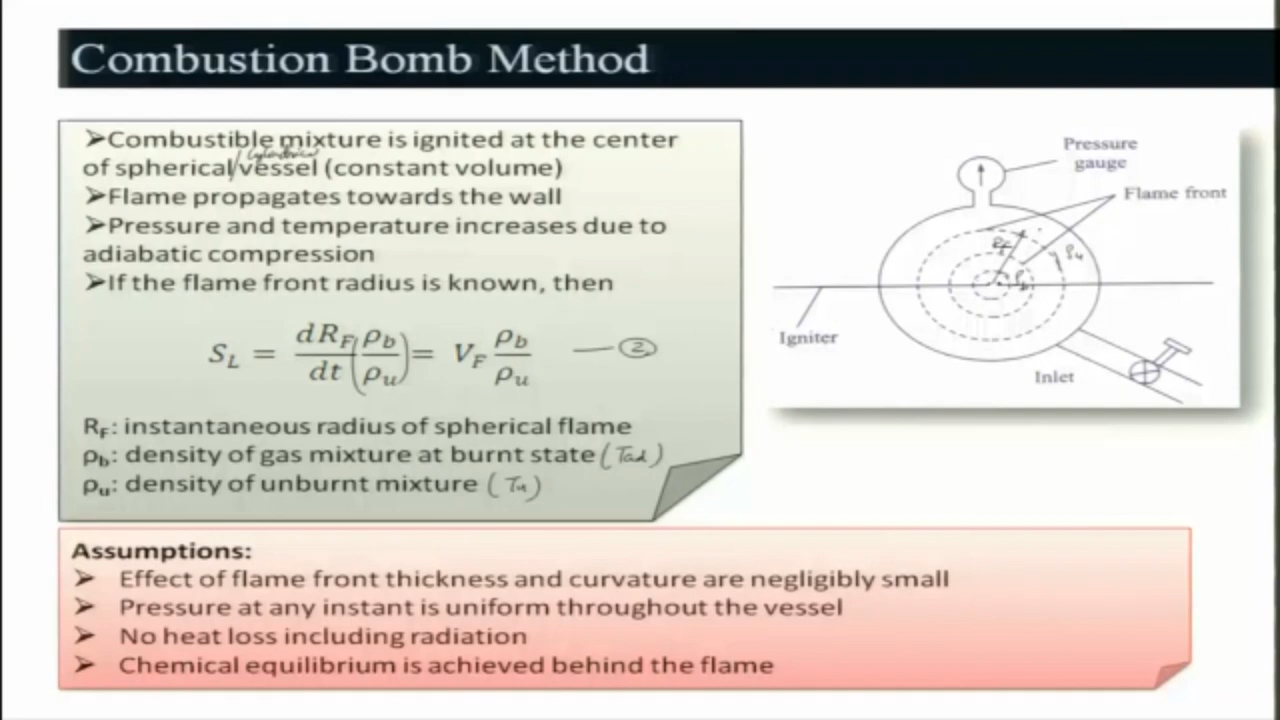 Combustion Bomb Method
➢Combustible mixture is ignited at the center
of spherical/vessel (constant volume)
➢Flame propagates towards the wall
➢Pressure and temperature increases due to
adiabatic compression
➢If the flame front radius is known, then
S_L = dR_F/dt (ρ_b/ρ_u) = V_F ρ_b/ρ_u — ②
R_F: instantaneous radius of spherical flame
ρ_b: density of gas mixture at burnt state (Tad)
ρ_u: density of unburnt mixture (Tu)
Pressure
gauge
Flame front
R_F
ρ_u
ρ_b
Igniter
Inlet
Assumptions:
➢ Effect of flame front thickness and curvature are negligibly small
➢ Pressure at any instant is uniform throughout the vessel
➢ No heat loss including radiation
➢ Chemical equilibrium is achieved behind the flame